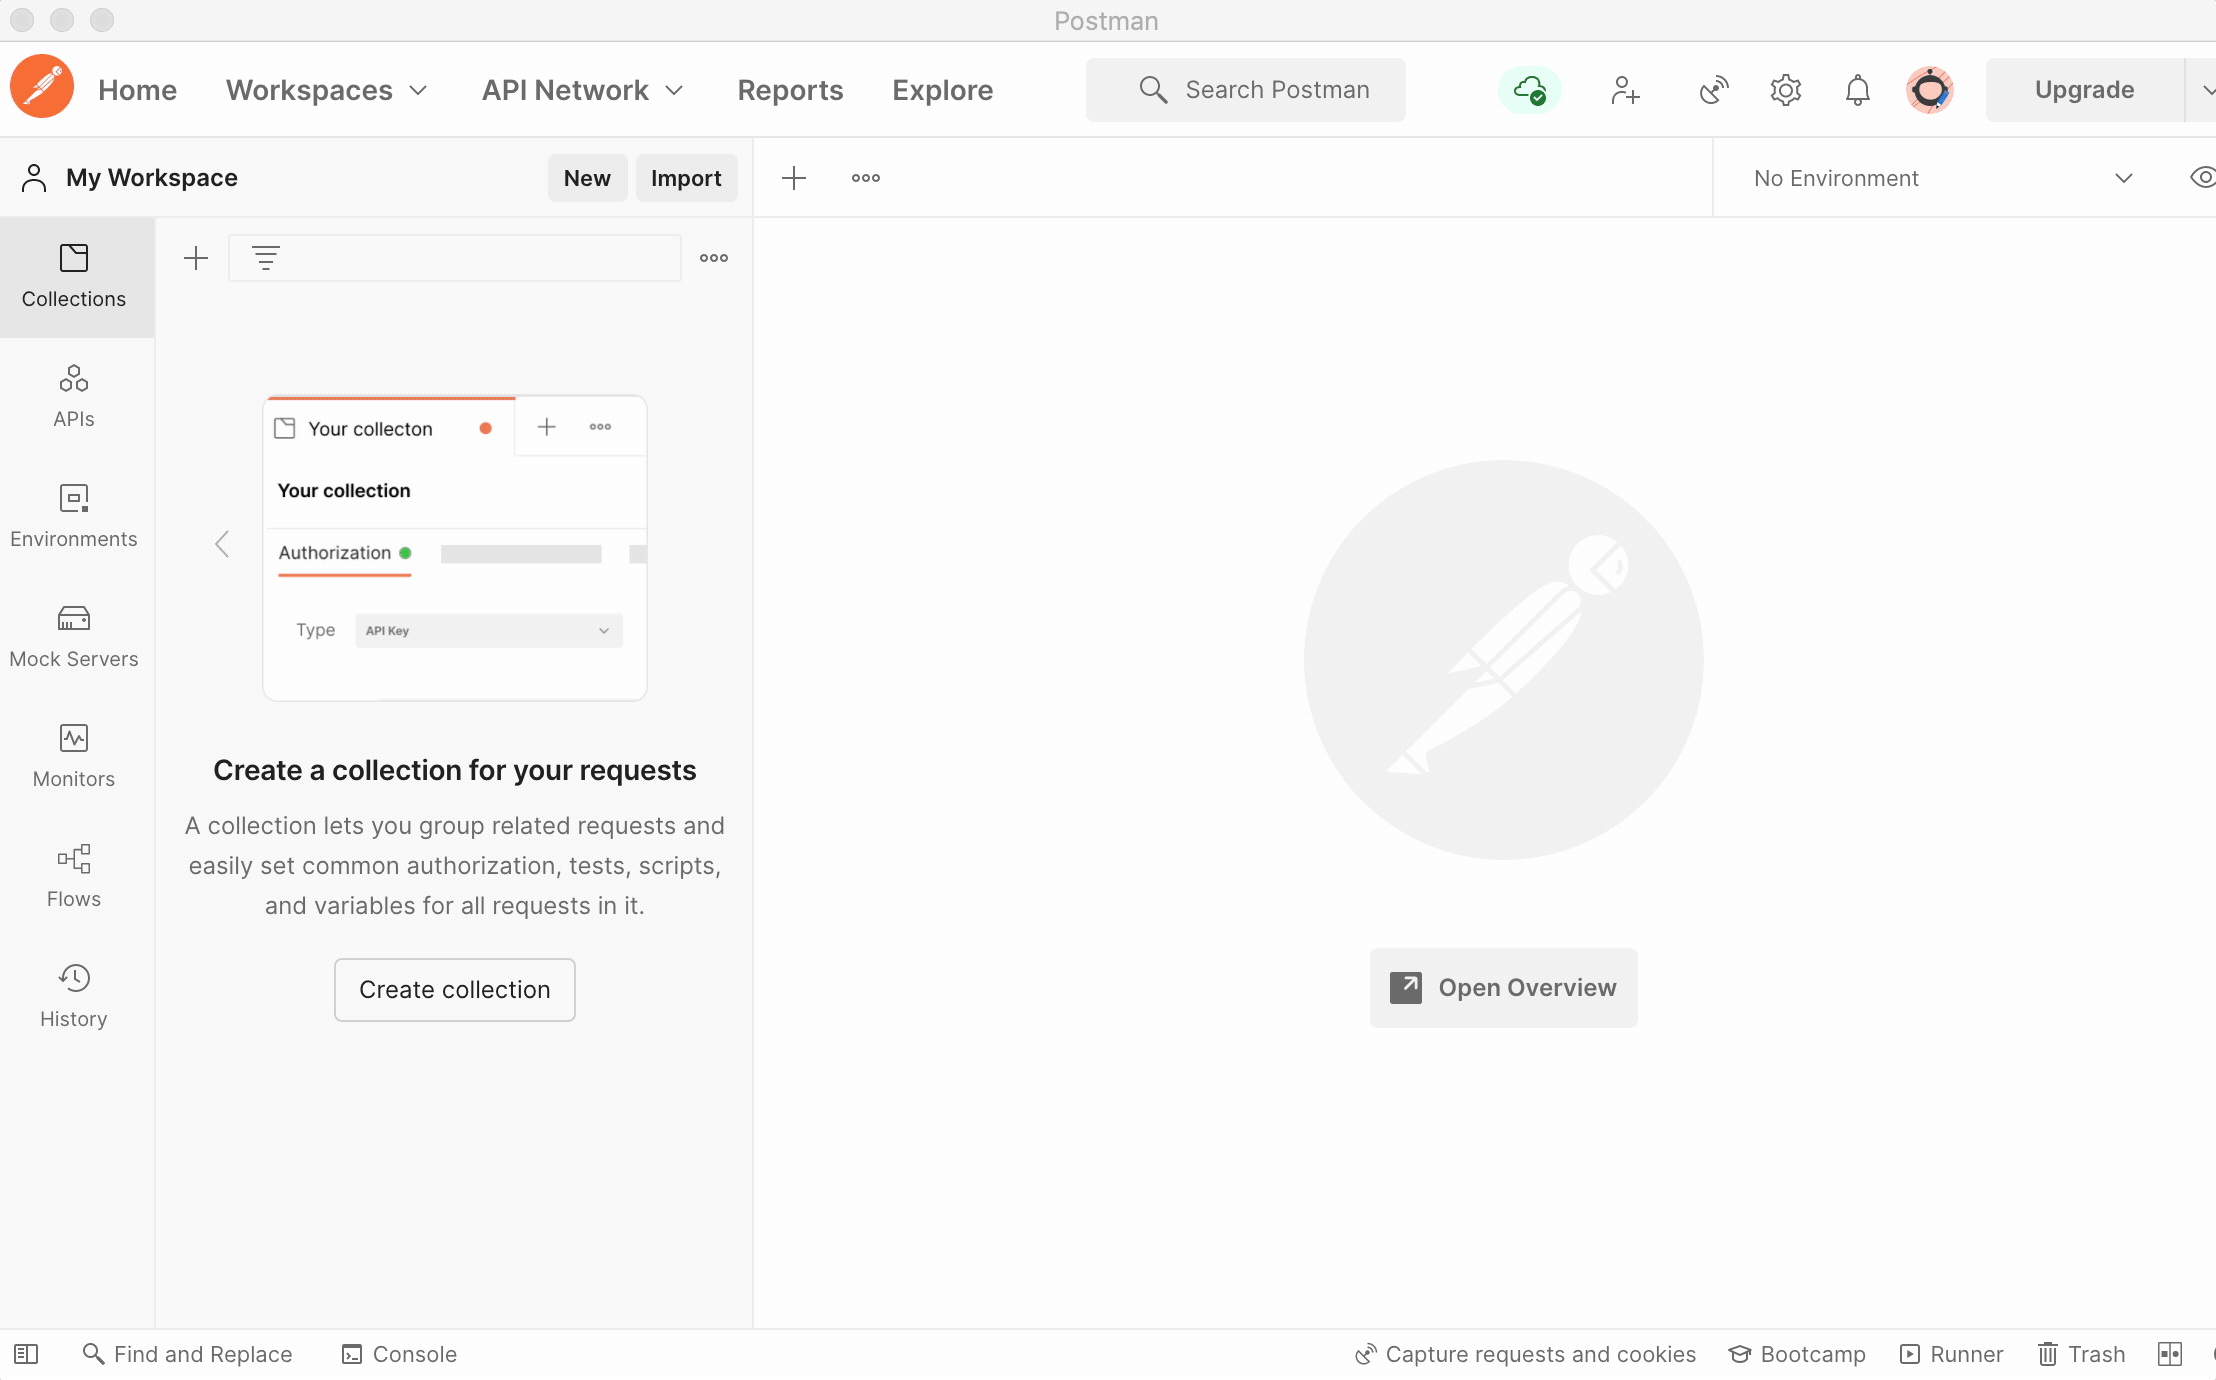 Postman
Home
Workspaces
API Network
Reports
Explore
Search Postman
Upgrade
My Workspace
New
Import
No Environment
Collections
APIs
Environments
Mock Servers
Monitors
Flows
History
Your collecton
Your collection
Authorization
Type
API Key
Create a collection for your requests
A collection lets you group related requests and
easily set common authorization, tests, scripts,
and variables for all requests in it.
Create collection
Open Overview
Find and Replace
Console
Capture requests and cookies
Bootcamp
Runner
Trash